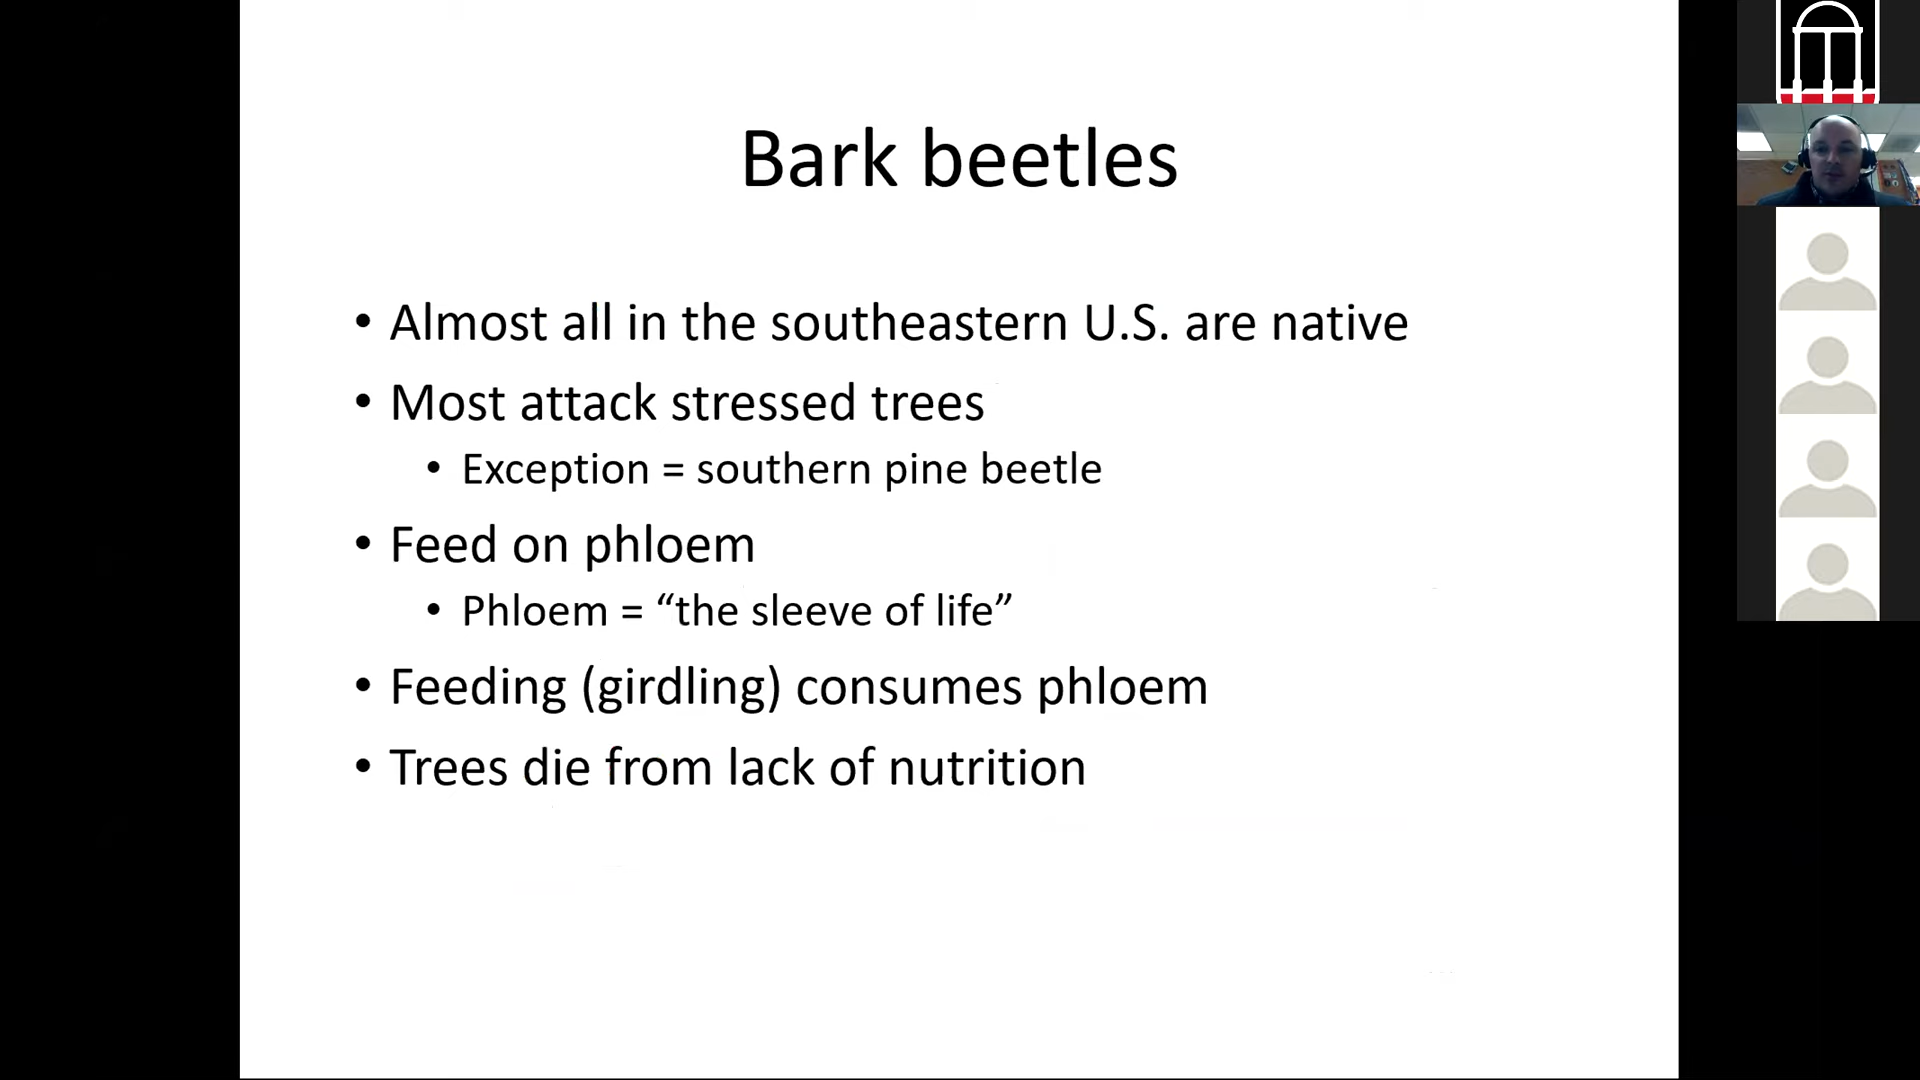 Bark beetles
• Almost all in the southeastern U.S. are native
• Most attack stressed trees
• Exception = southern pine beetle
• Feed on phloem
• Phloem = “the sleeve of life”
• Feeding (girdling) consumes phloem
• Trees die from lack of nutrition